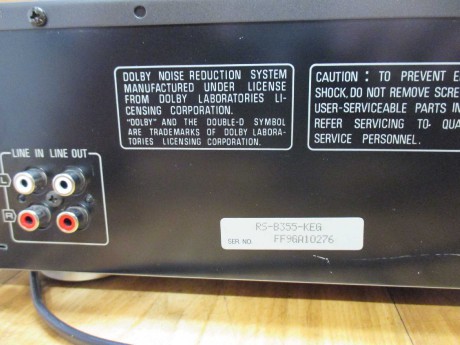 DOLBY NOISE REDUCTION SYSTEM
MANUFACTURED UNDER LICENSE
FROM DOLBY LABORATORIES LI-
CENSING CORPORATION.
"DOLBY" AND THE DOUBLE-D SYMBOL
ARE TRADEMARKS OF DOLBY LABORA-
TORIES LICENSING CORPORATION.
CAUTION : TO PREVENT E
SHOCK, DO NOT REMOVE SCRE
USER-SERVICEABLE PARTS IN
REFER SERVICING TO QUA
SERVICE PERSONNEL.
LINE IN LINE OUT
L
R
RS-B355-KEG
SER. NO. FF9GA10276